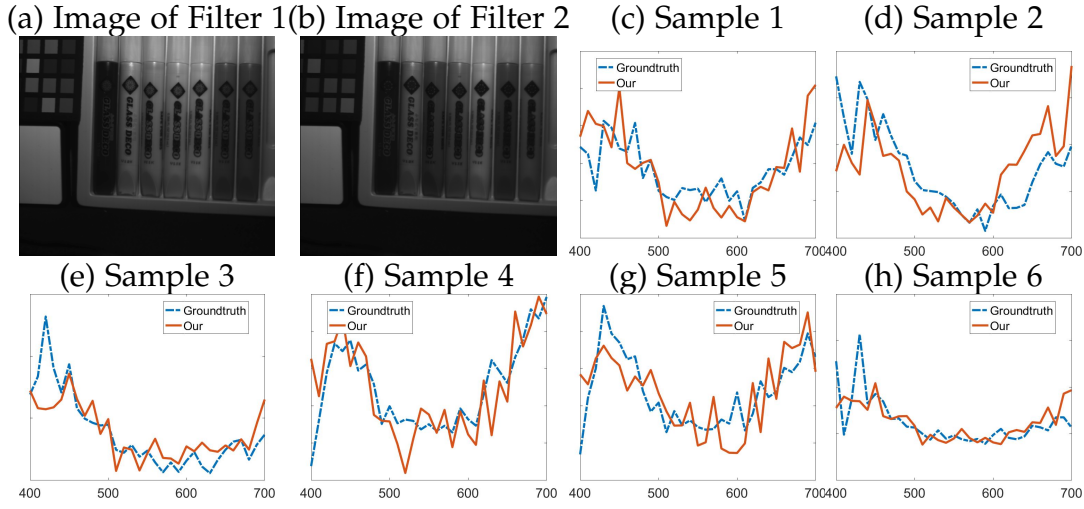 (a) Image of Filter 1
(b) Image of Filter 2
(c) Sample 1
(d) Sample 2
GLASS DECO
Groundtruth
Our
400
500
600
700
Groundtruth
Our
400
500
600
700
(e) Sample 3
(f) Sample 4
(g) Sample 5
(h) Sample 6
Groundtruth
Our
400
500
600
700
Groundtruth
Our
400
500
600
700
Groundtruth
Our
400
500
600
700
Groundtruth
Our
400
500
600
700